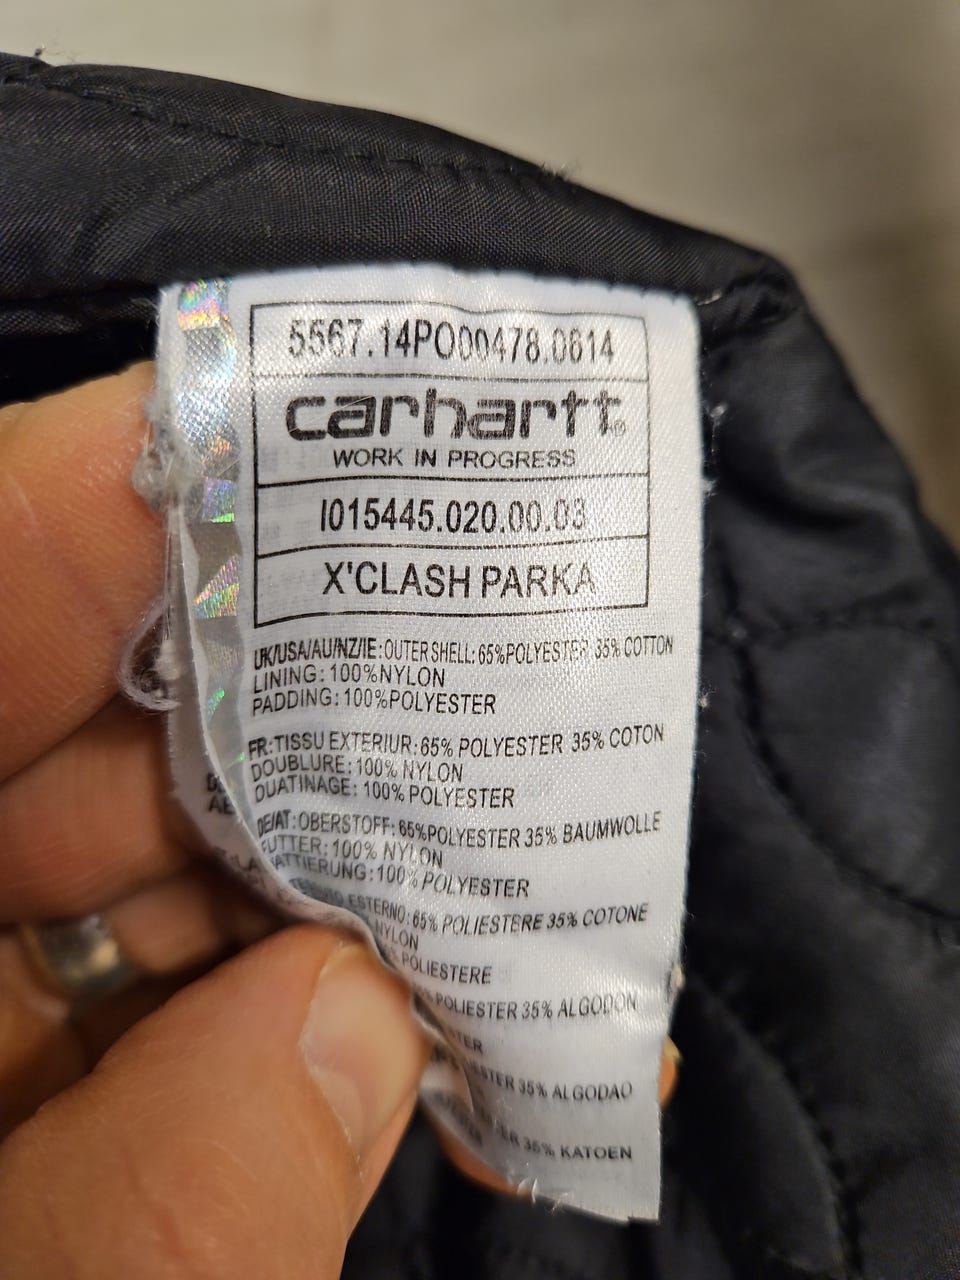 5567.14PO00478.0614
carhartt®
WORK IN PROGRESS
I015445.020.00.03
X'CLASH PARKA
UK/USA/AU/NZ/IE:OUTER SHELL: 65%POLYESTER 35% COTTON
LINING: 100%NYLON
PADDING: 100%POLYESTER
FR:TISSU EXTERIUR: 65% POLYESTER 35% COTON
DOUBLURE: 100% NYLON
OUATINAGE: 100% POLYESTER
DE/AT:OBERSTOFF: 65%POLYESTER 35% BAUMWOLLE
FUTTER: 100% NYLON
WATTIERUNG:100% POLYESTER
ESTERNO: 65% POLIESTERE 35% COTONE
NYLON
POLIESTERE
POLIESTER 35% ALGODON
35% ALGODAO
35% KATOEN